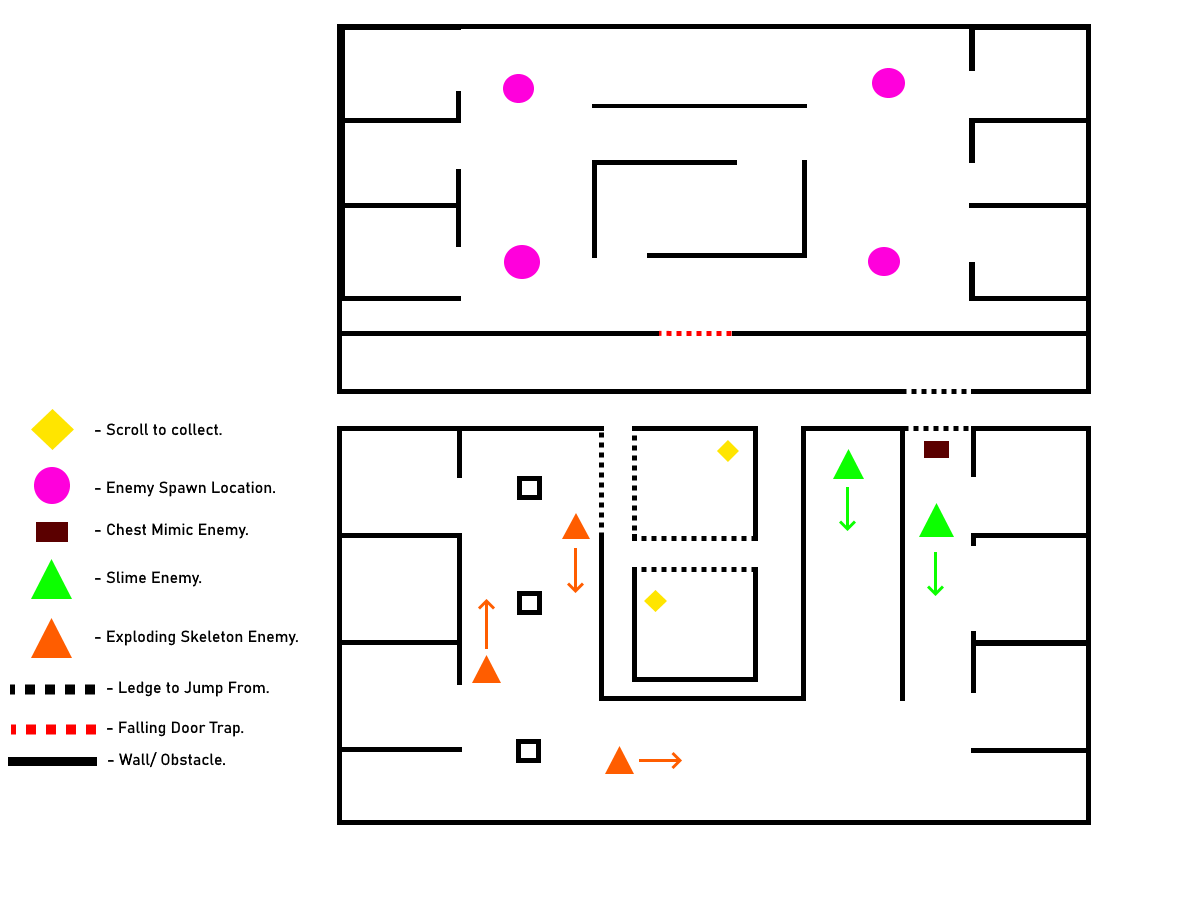 - Scroll to collect.
- Enemy Spawn Location.
- Chest Mimic Enemy.
- Slime Enemy.
- Exploding Skeleton Enemy.
- Ledge to Jump From.
- Falling Door Trap.
- Wall/ Obstacle.